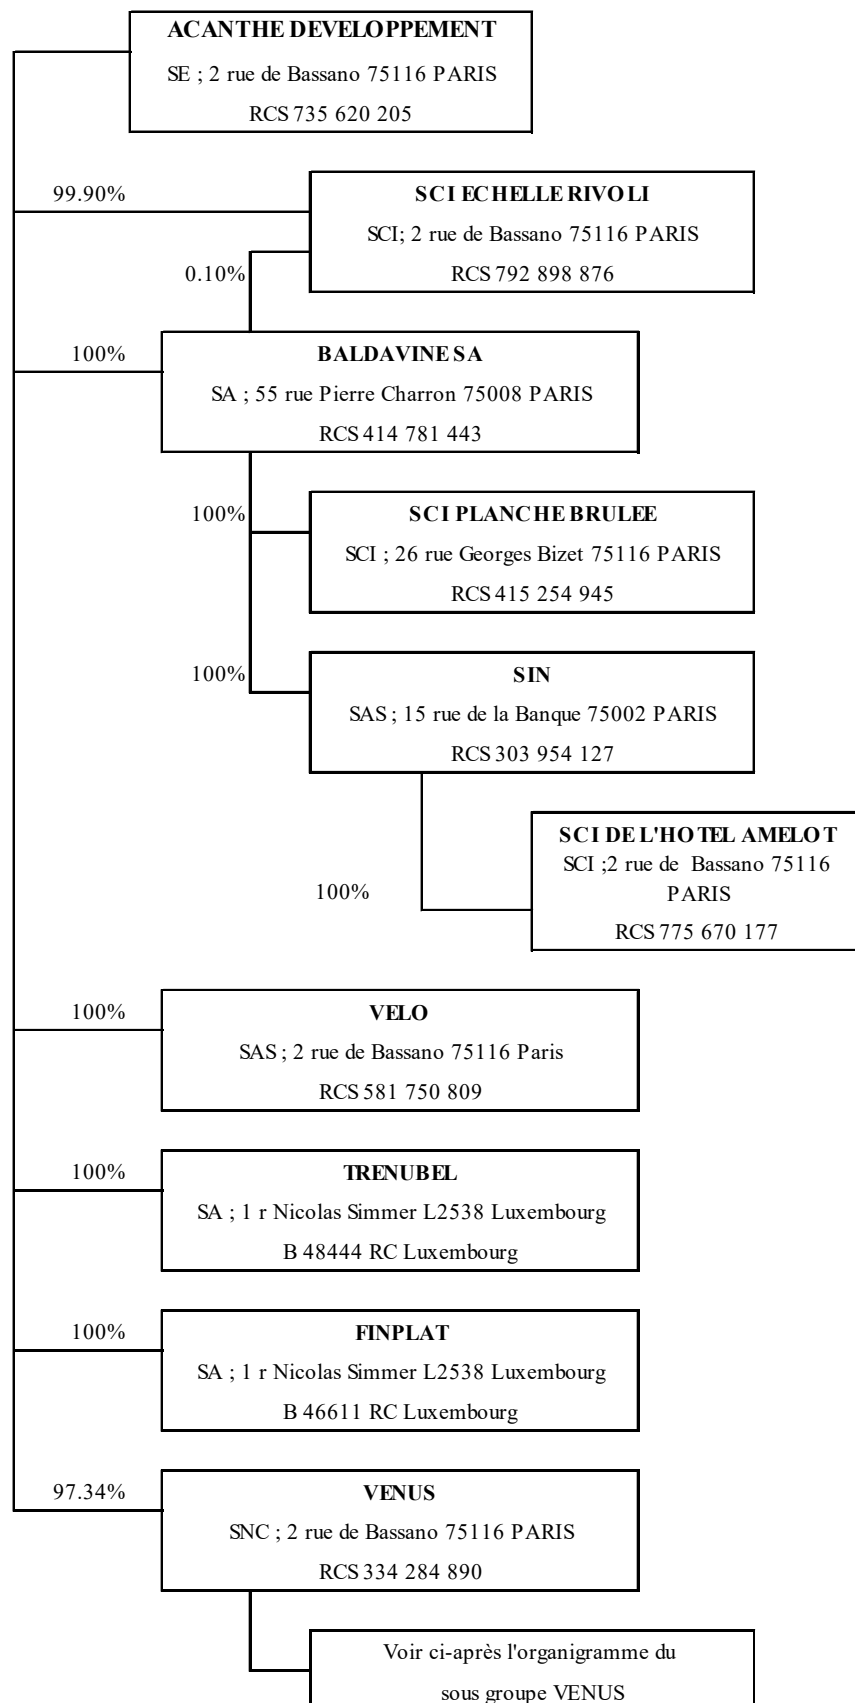 ACANTHE DEVELOPPEMENT
SE ; 2 rue de Bassano 75116 PARIS
RCS 735 620 205
99.90%
SCI ECHELLE RIVOLI
SCI; 2 rue de Bassano 75116 PARIS
RCS 792 898 876
0.10%
100%
BALDAVINE SA
SA ; 55 rue Pierre Charron 75008 PARIS
RCS 414 781 443
100%
SCI PLANCHE BRULEE
SCI ; 26 rue Georges Bizet 75116 PARIS
RCS 415 254 945
100%
SIN
SAS ; 15 rue de la Banque 75002 PARIS
RCS 303 954 127
100%
SCI DE L'HOTEL AMELOT
SCI ;2 rue de Bassano 75116
PARIS
RCS 775 670 177
100%
VELO
SAS ; 2 rue de Bassano 75116 Paris
RCS 581 750 809
100%
TRENUBEL
SA ; 1 r Nicolas Simmer L2538 Luxembourg
B 48444 RC Luxembourg
100%
FINPLAT
SA ; 1 r Nicolas Simmer L2538 Luxembourg
B 46611 RC Luxembourg
97.34%
VENUS
SNC ; 2 rue de Bassano 75116 PARIS
RCS 334 284 890
Voir ci-après l'organigramme du
sous groupe VENUS